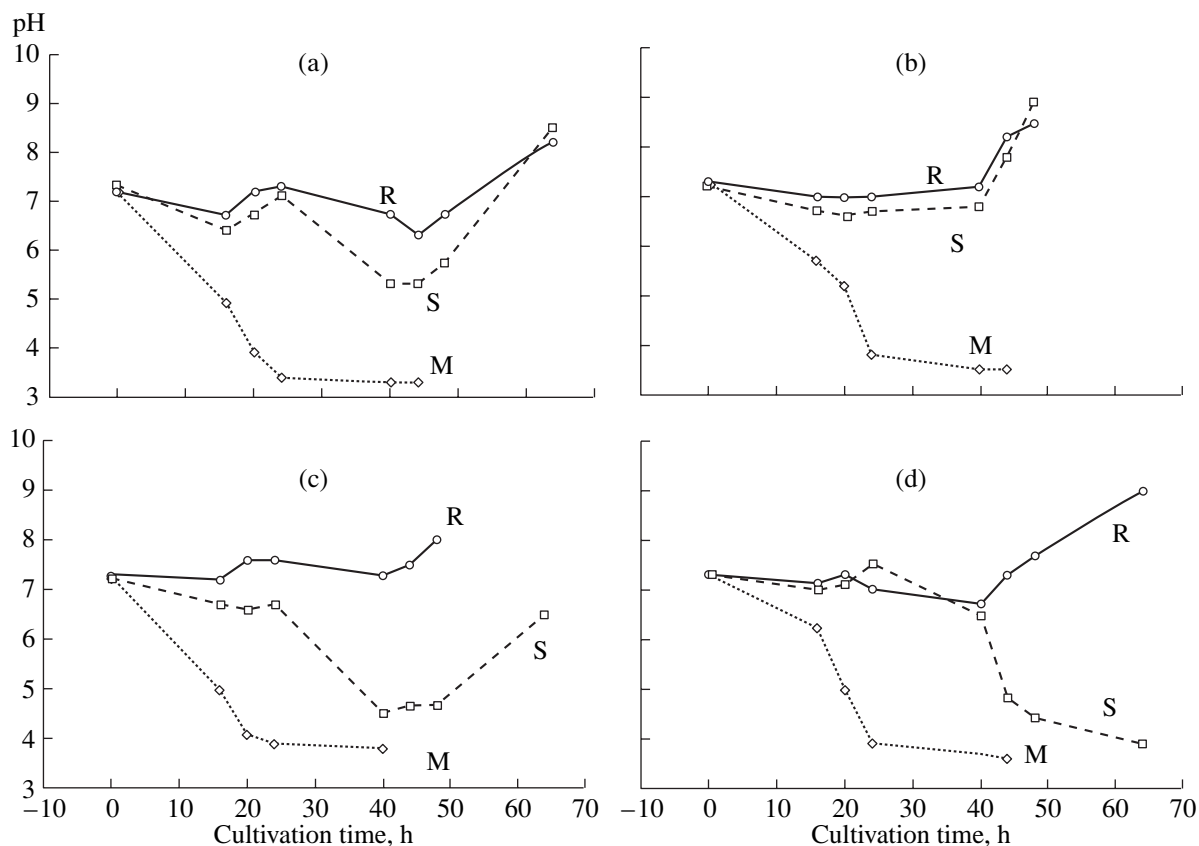 pH
10
(a)
(b)
9
8
7
R
R
6
S
5
S
4
M
M
3
10
(c)
(d)
9
R
8
R
7
6
S
5
S
4
M
M
3
–10 0 10 20 30 40 50 60 70 –10 0 10 20 30 40 50 60 70
Cultivation time, h Cultivation time, h